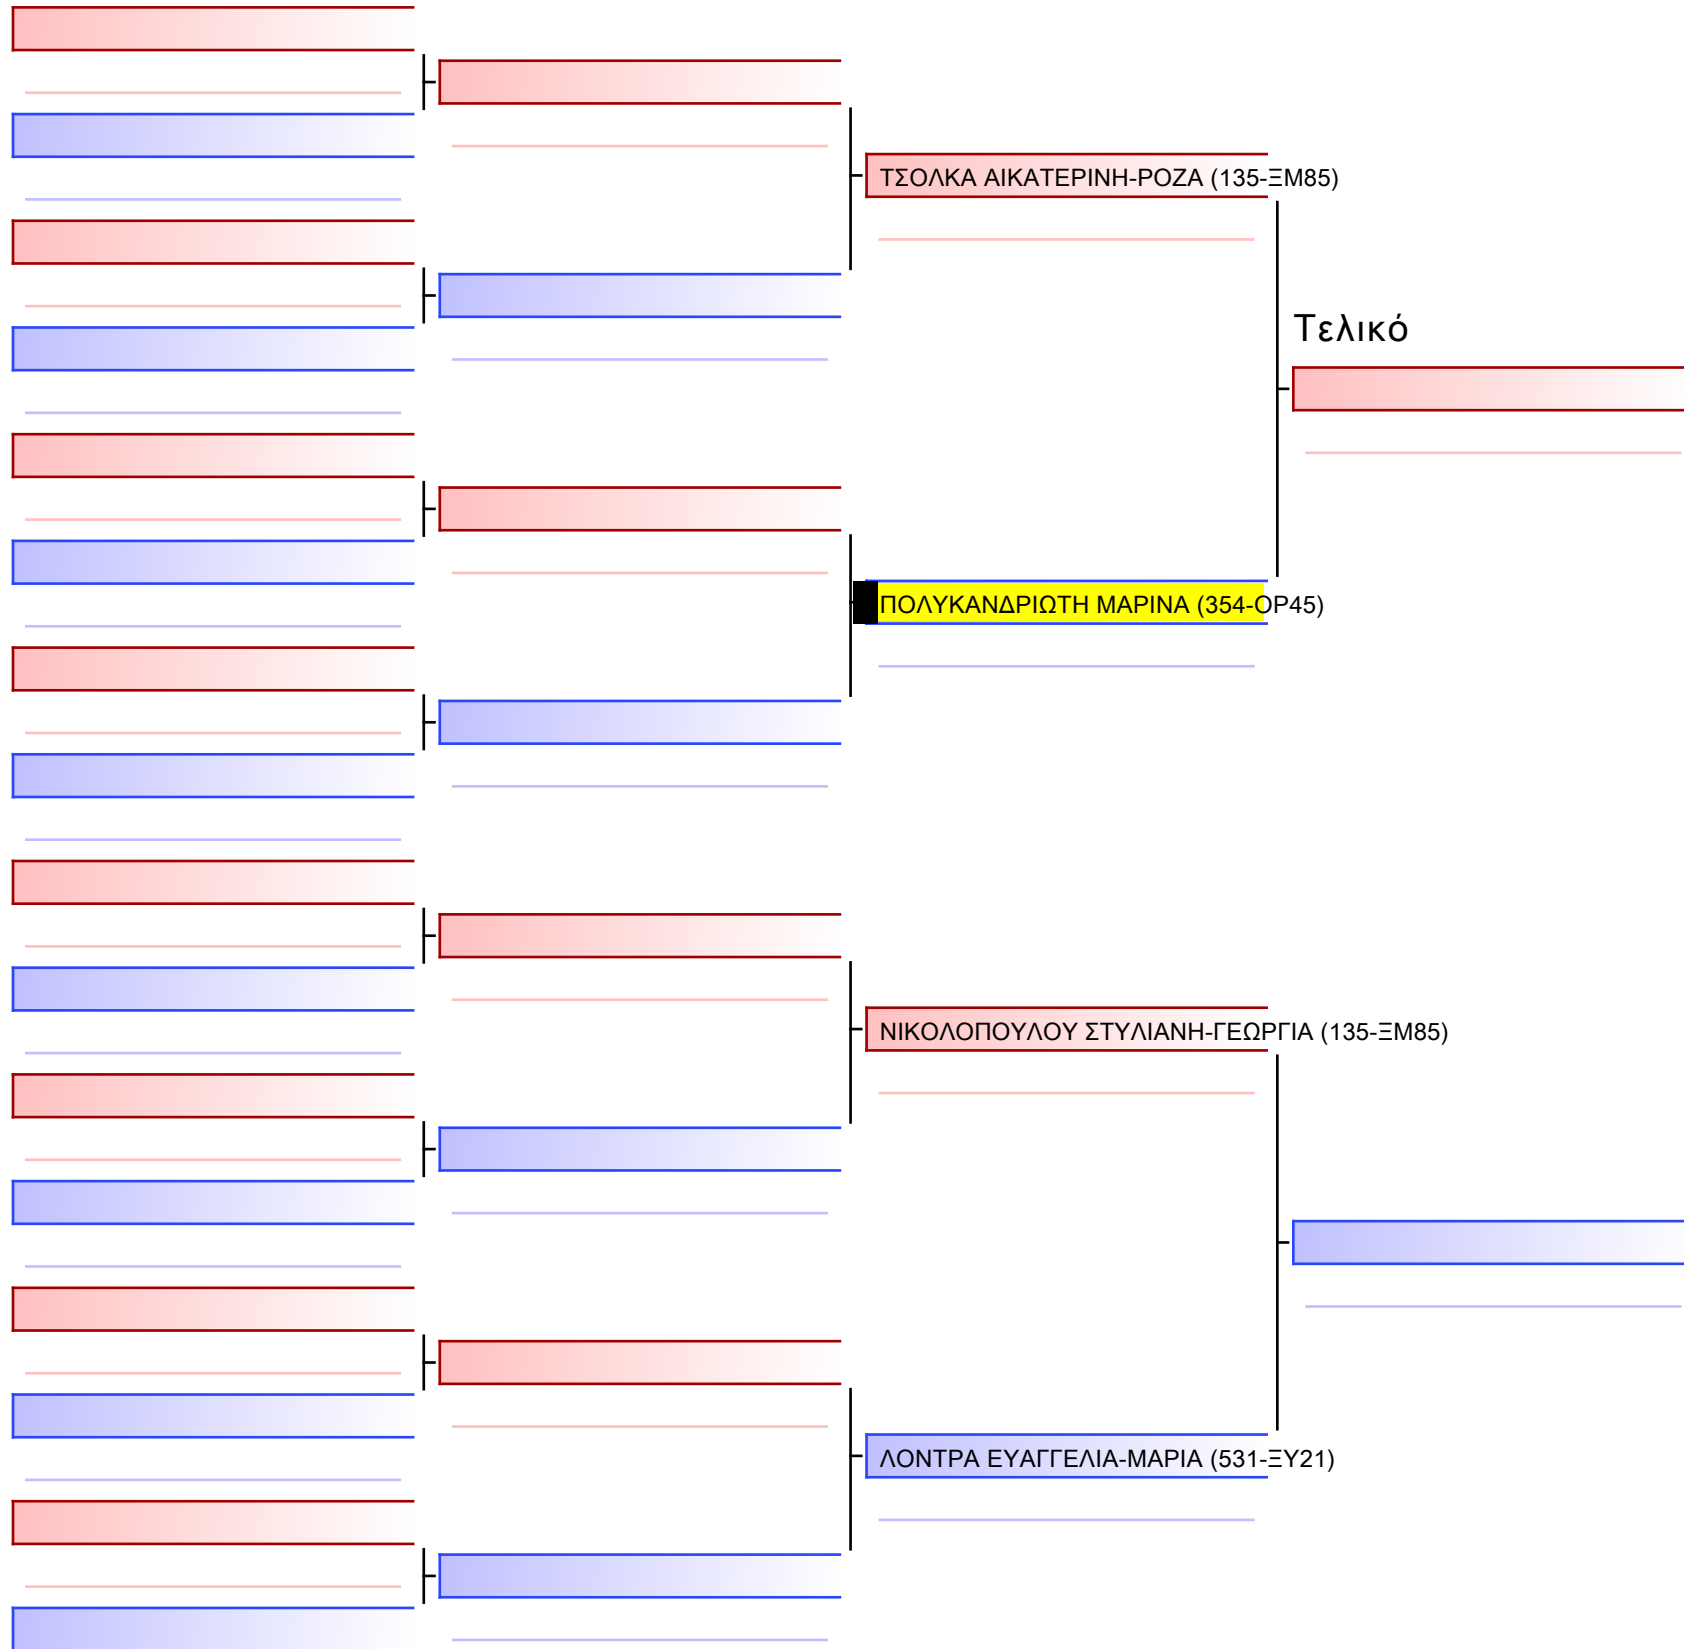 ΤΣΟΛΚΑ ΑΙΚΑΤΕΡΙΝΗ-ΡΟΖΑ (135-ΞΜ85)
Τελικό
ΠΟΛΥΚΑΝΔΡΙΩΤΗ ΜΑΡΙΝΑ (354-ΟΡ45)
ΝΙΚΟΛΟΠΟΥΛΟΥ ΣΤΥΛΙΑΝΗ-ΓΕΩΡΓΙΑ (135-ΞΜ85)
ΛΟΝΤΡΑ ΕΥΑΓΓΕΛΙΑ-ΜΑΡΙΑ (531-ΞΥ21)